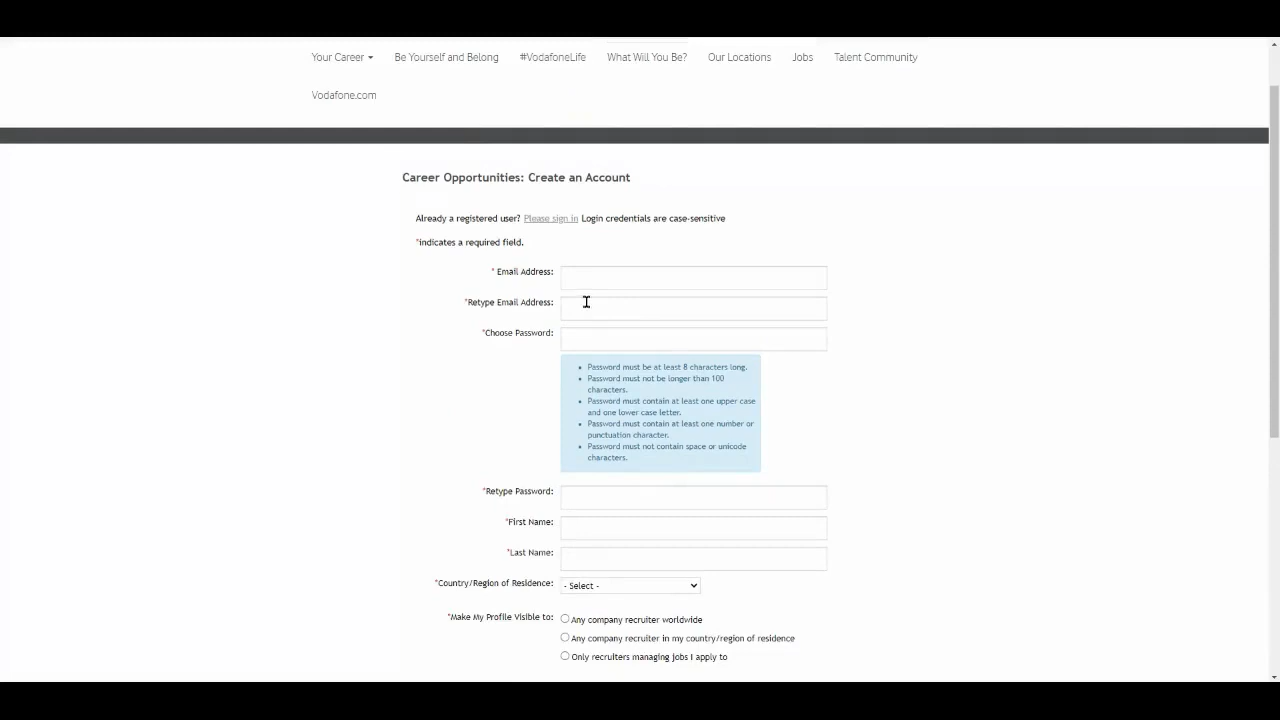 Your Career
Be Yourself and Belong
#VodafoneLife
What Will You Be?
Our Locations
Jobs
Talent Community
Vodafone.com
Career Opportunities: Create an Account
Already a registered user? Please sign in Login credentials are case-sensitive
*indicates a required field.
* Email Address:
*Retype Email Address:
*Choose Password:
• Password must be at least 8 characters long.
• Password must not be longer than 100
characters.
• Password must contain at least one upper case
and one lower case letter.
• Password must contain at least one number or
punctuation character.
• Password must not contain space or unicode
characters.
*Retype Password:
*First Name:
*Last Name:
*Country/Region of Residence:
- Select -
*Make My Profile Visible to:
Any company recruiter worldwide
Any company recruiter in my country/region of residence
Only recruiters managing jobs I apply to